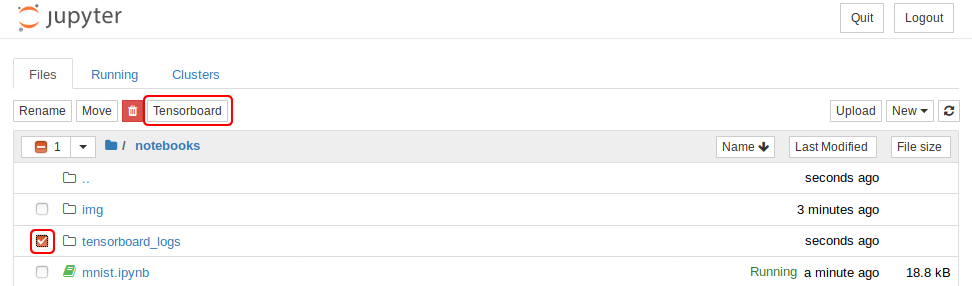 jupyter Quit Logout
Files Running Clusters
Rename Move Tensorboard Upload New
1 / notebooks Name Last Modified File size
.. seconds ago
img 3 minutes ago
tensorboard_logs seconds ago
mnist.ipynb Running a minute ago 18.8 kB